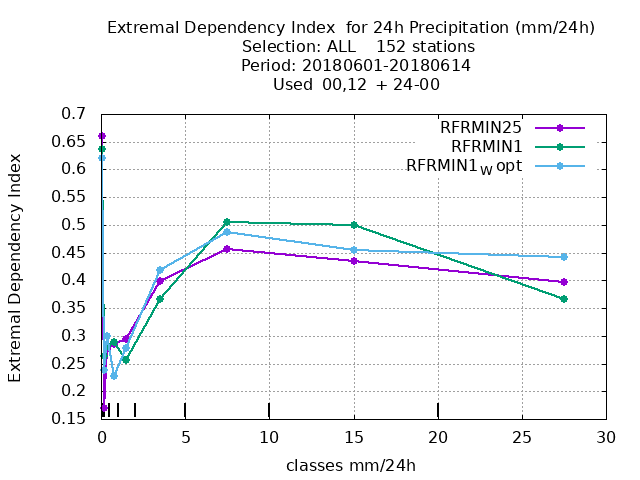 Extremal Dependency Index  for 24h Precipitation (mm/24h)
Selection: ALL    152 stations
Period: 20180601-20180614
Used  00,12  + 24-00
0.7
0.65
0.6
0.55
0.5
0.45
0.4
0.35
0.3
0.25
0.2
0.15
Extremal Dependency Index
RFRMIN25
RFRMIN1
RFRMIN1W opt
0 5 10 15 20 25 30
classes mm/24h